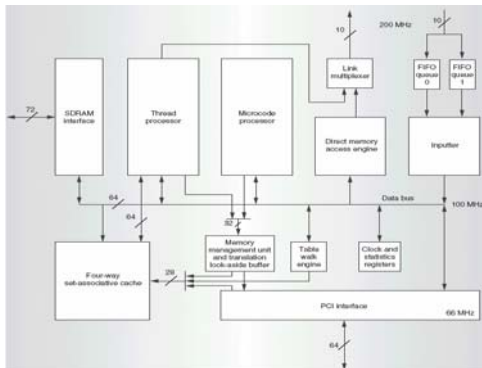 10
200 MHz
10
Link
multiplexer
FIFO
queue
0
FIFO
queue
1
72
SDRAM
interface
Thread
processor
Microcode
processor
Direct memory
access engine
Inputter
64
Data bus
100 MHz
64
32
Four-way
set-associative cache
28
Memory
management unit
and translation
look-aside buffer
Table
walk engine
Clock and
statistics
registers
PCI interface
66 MHz
64